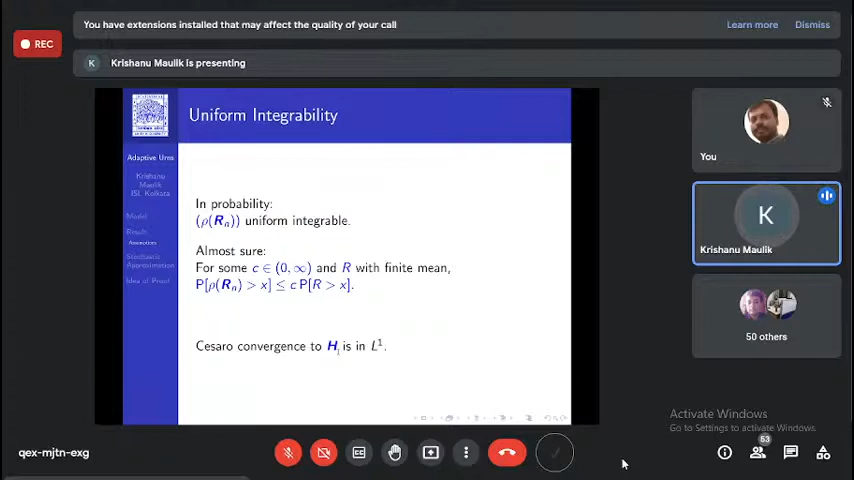 You have extensions installed that may affect the quality of your call
Learn more
Dismiss
REC
K
Krishanu Maulik is presenting
Uniform Integrability
Adaptive Urns
Krishanu
Maulik
ISI, Kolkata
Model
Result
Assumptions
Stochastic
Approximation
Idea of Proof
In probability:
(ρ(Rₙ)) uniform integrable.
Almost sure:
For some c ∈ (0, ∞) and R with finite mean,
P[ρ(Rₙ) > x] ≤ c P[R > x].
Cesaro convergence to H is in L¹.
You
K
Krishanu Maulik
50 others
Activate Windows
Go to Settings to activate Windows.
qex-mjtn-exg
CC
53